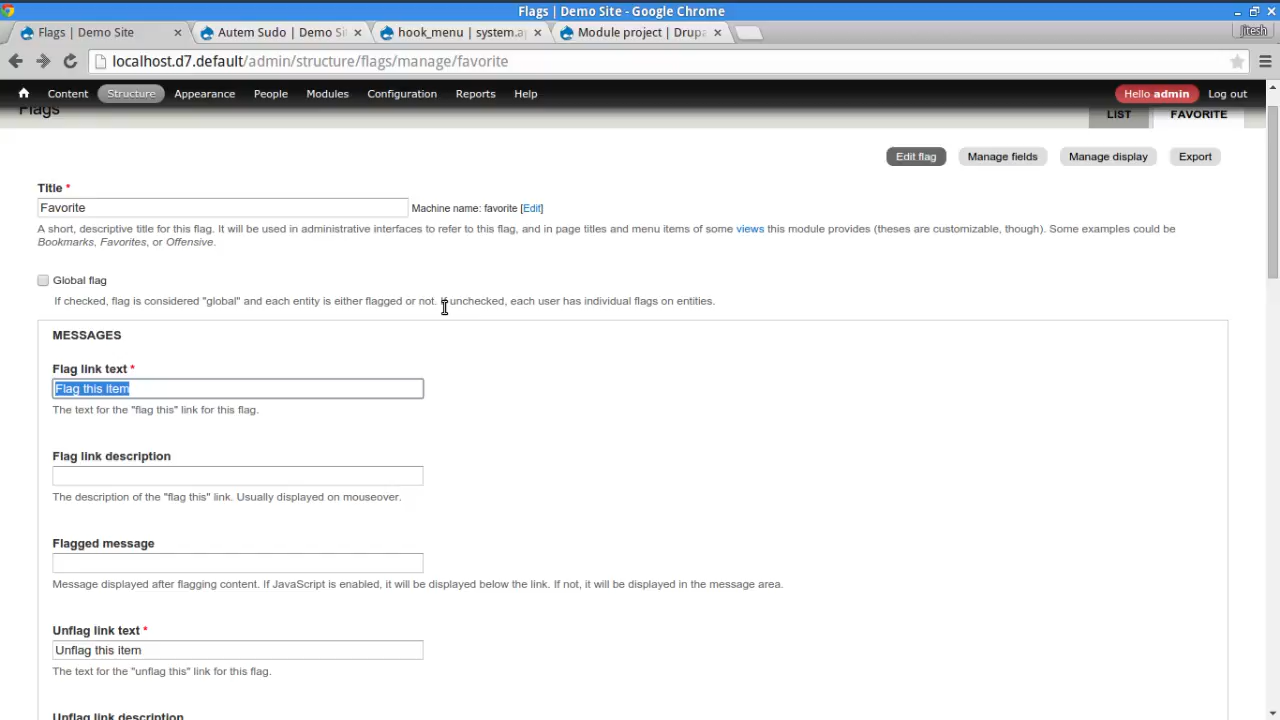 Flags | Demo Site - Google Chrome
Flags | Demo Site
Autem Sudo | Demo Si
hook_menu | system.a
Module project | Drupa
jitesh
localhost.d7.default/admin/structure/flags/manage/favorite
Content Structure Appearance People Modules Configuration Reports Help Hello admin Log out
Flags
LIST FAVORITE
Edit flag Manage fields Manage display Export
Title *
Favorite Machine name: favorite [Edit]
A short, descriptive title for this flag. It will be used in administrative interfaces to refer to this flag, and in page titles and menu items of some views this module provides (theses are customizable, though). Some examples could be
Bookmarks, Favorites, or Offensive.
Global flag
If checked, flag is considered "global" and each entity is either flagged or not. If unchecked, each user has individual flags on entities.
MESSAGES
Flag link text *
Flag this item
The text for the "flag this" link for this flag.
Flag link description
The description of the "flag this" link. Usually displayed on mouseover.
Flagged message
Message displayed after flagging content. If JavaScript is enabled, it will be displayed below the link. If not, it will be displayed in the message area.
Unflag link text *
Unflag this item
The text for the "unflag this" link for this flag.
Unflag link description